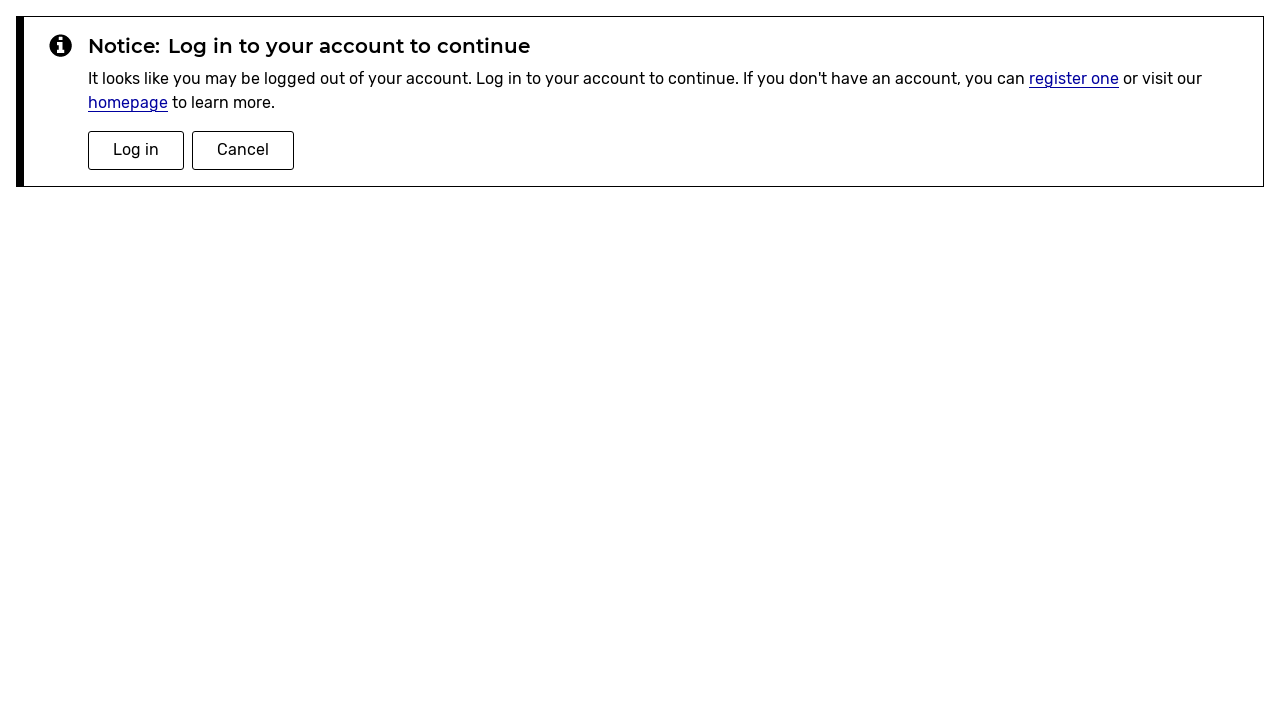 Notice: Log in to your account to continue
It looks like you may be logged out of your account. Log in to your account to continue. If you don't have an account, you can register one or visit our
homepage to learn more.
Log in Cancel